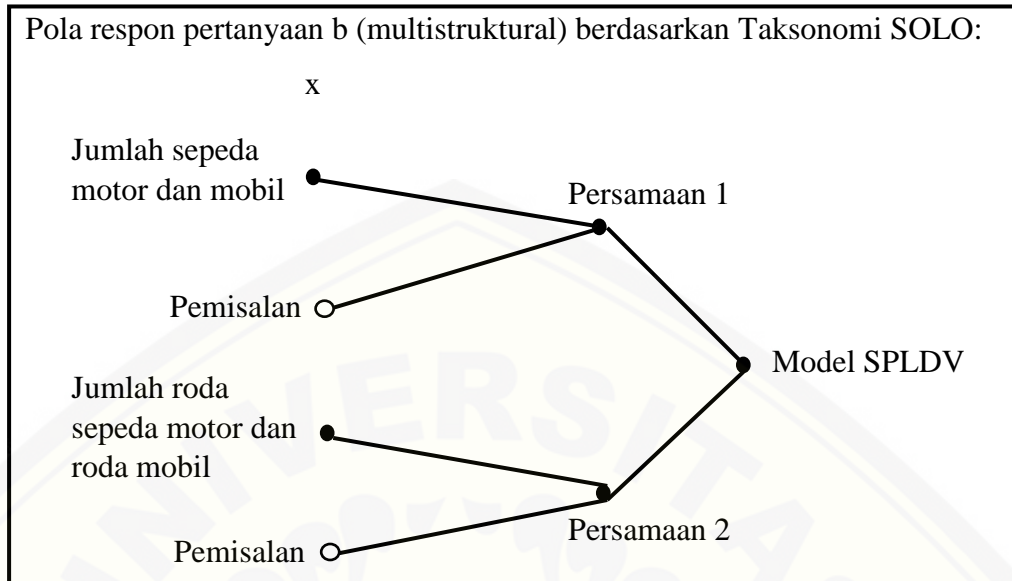 Pola respon pertanyaan b (multistruktural) berdasarkan Taksonomi SOLO:
x
Jumlah sepeda
motor dan mobil
Persamaan 1
Pemisalan
Model SPLDV
Jumlah roda
sepeda motor dan
roda mobil
Persamaan 2
Pemisalan